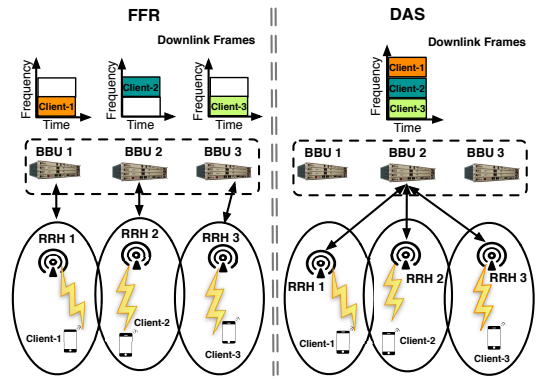 FFR
DAS
Downlink Frames
Downlink Frames
Frequency
Client-1
Time
Frequency
Client-2
Time
Frequency
Client-3
Time
Frequency
Client-1
Client-2
Client-3
Time
BBU 1
BBU 2
BBU 3
BBU 1
BBU 2
BBU 3
RRH 1
RRH 2
RRH 3
RRH 1
RRH 2
RRH 3
Client-1
Client-2
Client-3
Client-1
Client-2
Client-3